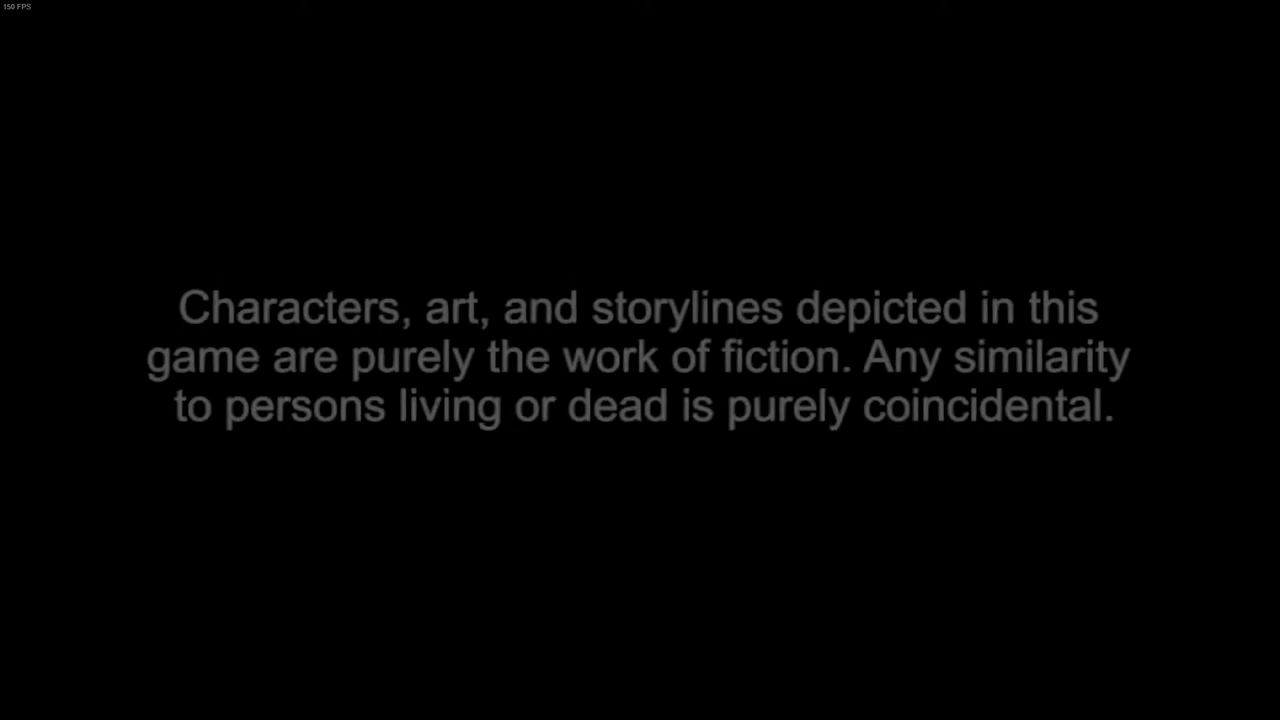 150 FPS
Characters, art, and storylines depicted in this
game are purely the work of fiction. Any similarity
to persons living or dead is purely coincidental.